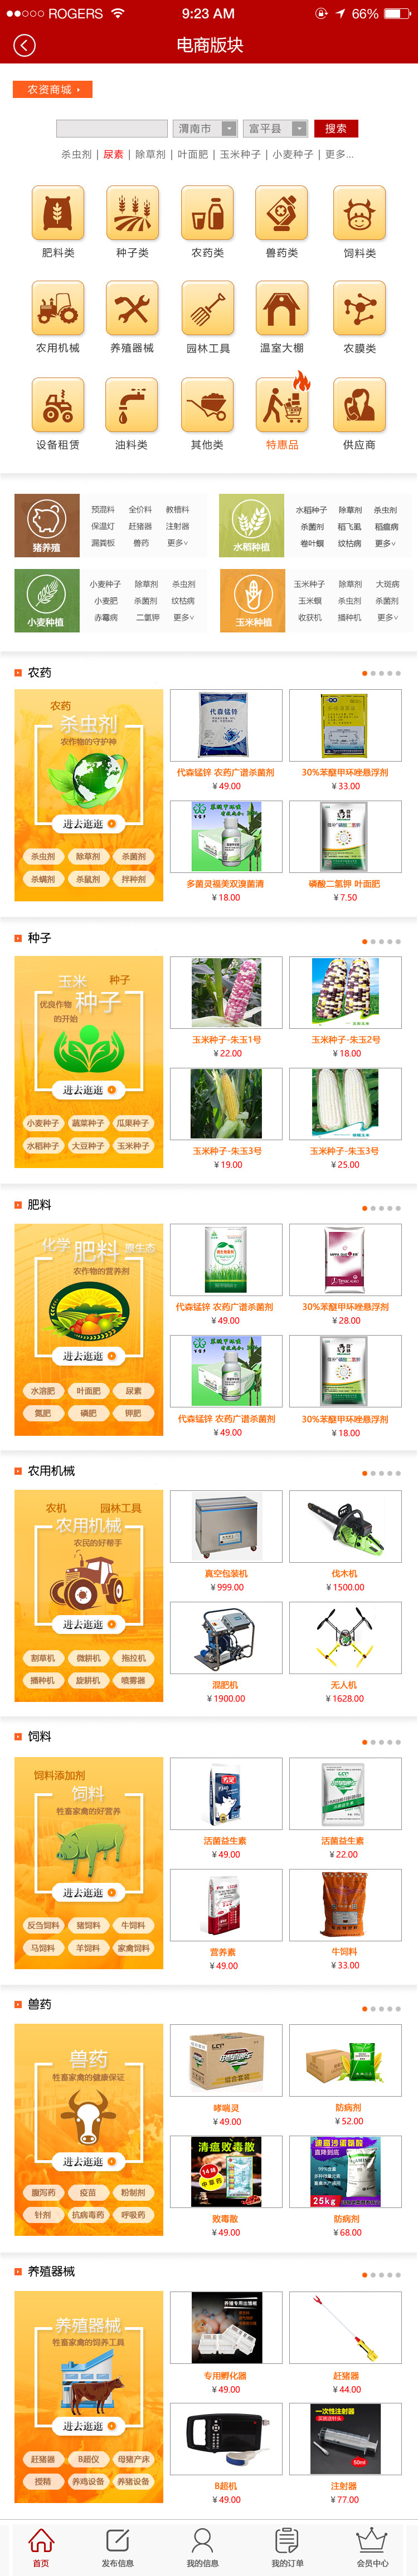 ROGERS 9:23 AM 66%
电商版块
农资商城
渭南市 富平县 搜索
杀虫剂 | 尿素 | 除草剂 | 叶面肥 | 玉米种子 | 小麦种子 | 更多...
肥料类 种子类 农药类 兽药类 饲料类
农用机械 养殖器械 园林工具 温室大棚 农膜类
设备租赁 油料类 其他类 特惠品 供应商
猪养殖
预混料 全价料 教槽料
保温灯 赶猪器 注射器
漏粪板 兽药 更多
水稻种植
水稻种子 除草剂 杀虫剂
杀菌剂 稻飞虱 稻瘟病
卷叶螟 纹枯病 更多
小麦种植
小麦种子 除草剂 杀虫剂
小麦肥 杀菌剂 纹枯病
赤霉病 二氢钾 更多
玉米种植
玉米种子 除草剂 大斑病
玉米螟 杀虫剂 杀菌剂
收获机 播种机 更多
农药
农药
杀虫剂
农作物的守护神
进去逛逛
杀虫剂 除草剂 杀菌剂
杀螨剂 杀鼠剂 拌种剂
代森锰锌 农药广谱杀菌剂
¥49.00
30%苯醚甲环唑悬浮剂
¥33.00
多菌灵福美双溴菌清
¥18.00
磷酸二氢钾 叶面肥
¥7.50
种子
玉米 种子
优良作物 种子
的开始
进去逛逛
小麦种子 蔬菜种子 瓜果种子
水稻种子 大豆种子 玉米种子
玉米种子-朱玉1号
¥22.00
玉米种子-朱玉2号
¥18.00
玉米种子-朱玉3号
¥19.00
玉米种子-朱玉3号
¥25.00
肥料
化学 肥料 原生态
农作物的营养剂
进去逛逛
水溶肥 叶面肥 尿素
氮肥 磷肥 钾肥
代森锰锌 农药广谱杀菌剂
¥49.00
30%苯醚甲环唑悬浮剂
¥28.00
代森锰锌 农药广谱杀菌剂
¥49.00
30%苯醚甲环唑悬浮剂
¥18.00
农用机械
农机 园林工具
农用机械
农民的好帮手
进去逛逛
割草机 微耕机 拖拉机
播种机 旋耕机 喷雾器
真空包装机
¥999.00
伐木机
¥1500.00
混肥机
¥1900.00
无人机
¥1628.00
饲料
饲料添加剂
饲料
牲畜家禽的好营养
进去逛逛
反刍饲料 猪饲料 牛饲料
马饲料 羊饲料 家禽饲料
活菌益生素
¥49.00
活菌益生素
¥22.00
营养素
¥49.00
牛饲料
¥33.00
兽药
兽药
牲畜家禽的健康保证
进去逛逛
腹泻药 疫苗 粉制剂
针剂 抗病毒药 呼吸药
哮喘灵
¥49.00
防病剂
¥52.00
清瘟败毒散
25kg
败毒散
¥49.00
防病剂
¥68.00
养殖器械
养殖器械
牲畜家禽的饲养工具
进去逛逛
赶猪器 B超仪 母猪产床
授精 养鸡设备 养猪设备
专用孵化器
¥49.00
赶猪器
¥44.00
B超机
¥49.00
一次性注射器
50ml
注射器
¥77.00
首页 发布信息 我的信息 我的订单 会员中心